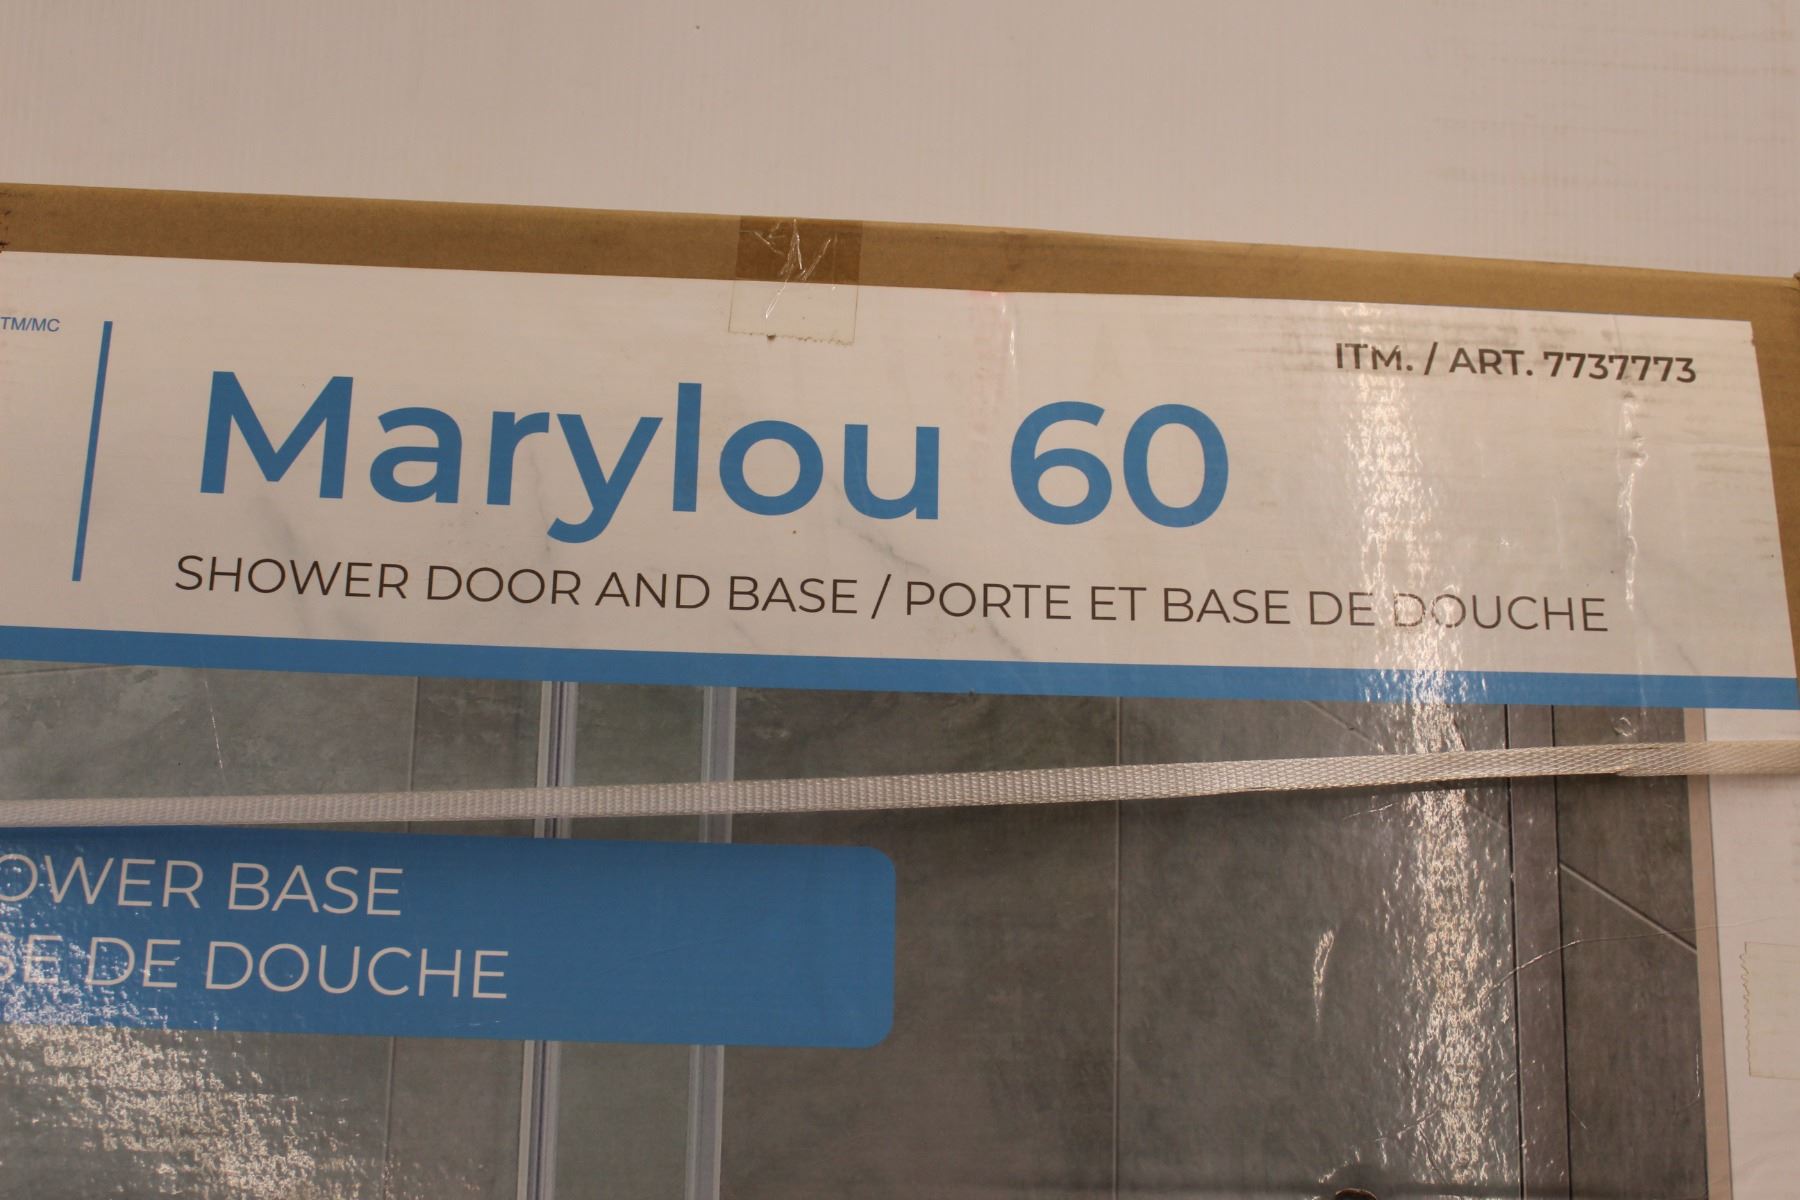 TM/MC
ITM. / ART. 7737773
Marylou 60
SHOWER DOOR AND BASE / PORTE ET BASE DE DOUCHE
OWER BASE
SE DE DOUCHE